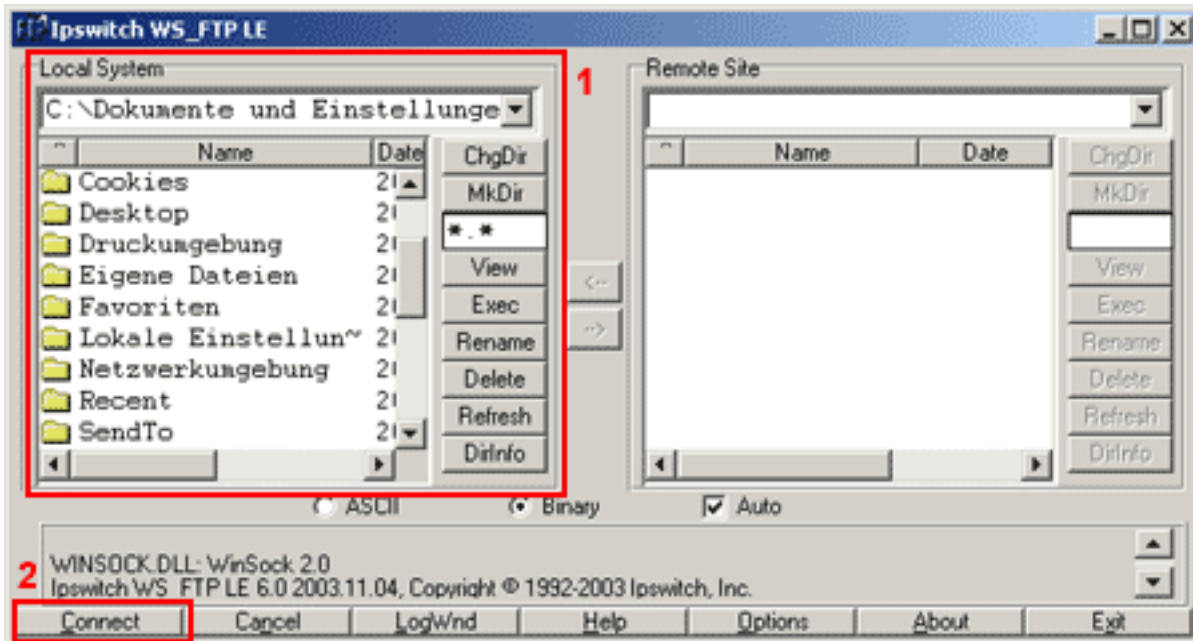 Ipswitch WS_FTP LE
Local System
1
C:\Dokumente und Einstellunge
^ Name Date
Cookies
Desktop
Druckumgebung
Eigene Dateien
Favoriten
Lokale Einstellun~
Netzwerkumgebung
Recent
SendTo
ChgDir
MkDir
*.*
View
Exec
Rename
Delete
Refresh
DirInfo
<--
-->
Remote Site
^ Name Date
ChgDir
MkDir
View
Exec
Rename
Delete
Refresh
DirInfo
ASCII Binary Auto
WINSOCK.DLL: WinSock 2.0
Ipswitch WS_FTP LE 6.0 2003.11.04, Copyright © 1992-2003 Ipswitch, Inc.
2
Connect Cancel LogWnd Help Options About Exit